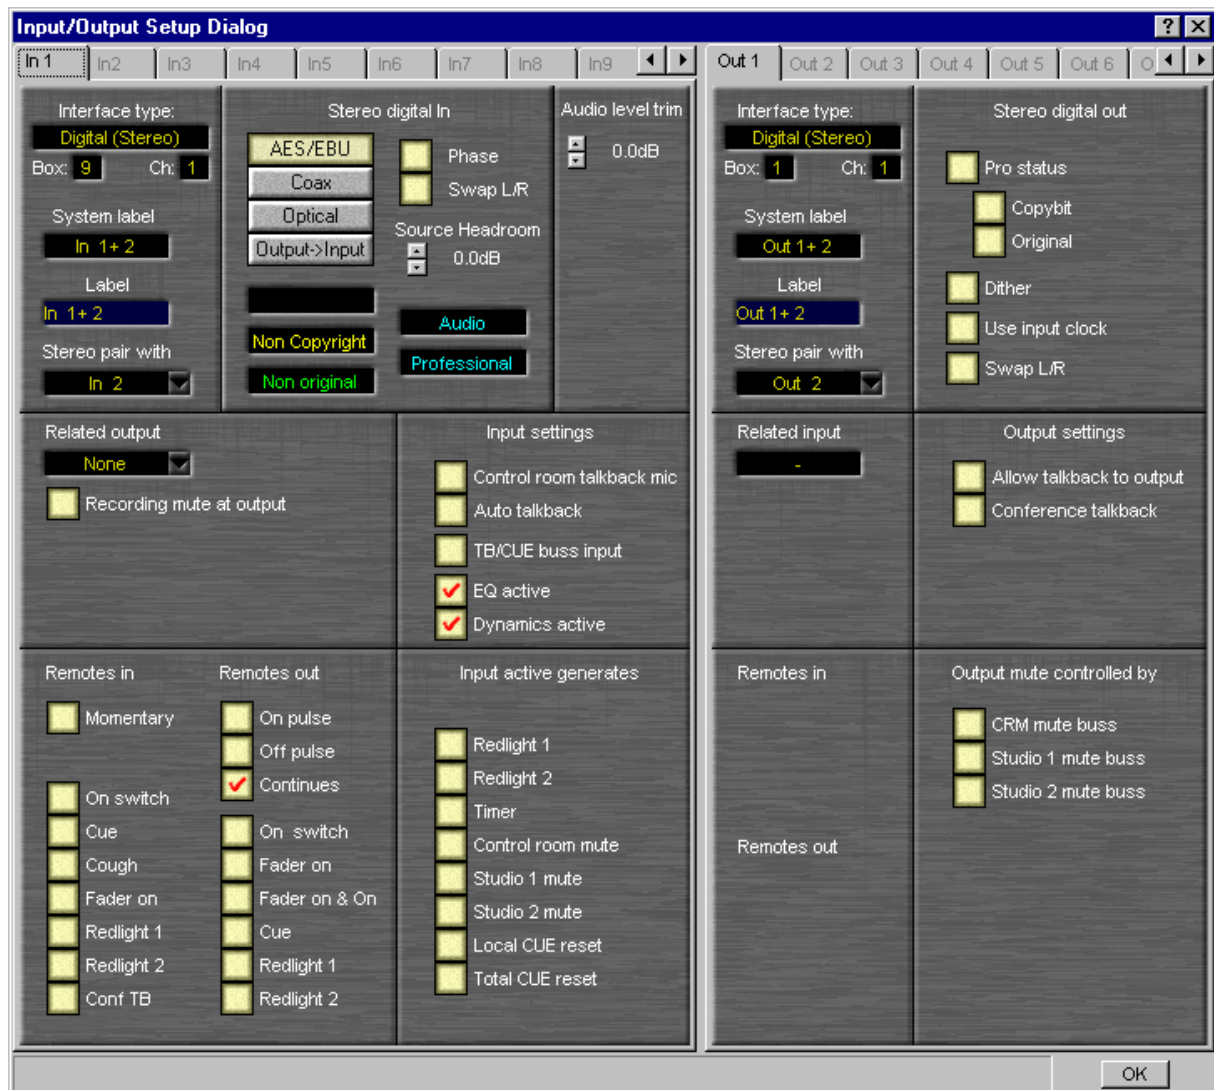 Input/Output Setup Dialog
In 1 In2 In3 In4 In5 In6 In7 In8 In9
Interface type:
Digital (Stereo)
Box: 9 Ch: 1
System label
In 1+ 2
Label
In 1+ 2
Stereo pair with
In 2
Stereo digital In
AES/EBU
Coax
Optical
Output->Input
Phase
Swap L/R
Source Headroom
0.0dB
Non Copyright
Non original
Audio
Professional
Audio level trim
0.0dB
Related output
None
Recording mute at output
Input settings
Control room talkback mic
Auto talkback
TB/CUE buss input
EQ active
Dynamics active
Remotes in
Momentary
On switch
Cue
Cough
Fader on
Redlight 1
Redlight 2
Conf TB
Remotes out
On pulse
Off pulse
Continues
On switch
Fader on
Fader on & On
Cue
Redlight 1
Redlight 2
Input active generates
Redlight 1
Redlight 2
Timer
Control room mute
Studio 1 mute
Studio 2 mute
Local CUE reset
Total CUE reset
Out 1 Out 2 Out 3 Out 4 Out 5 Out 6 O
Interface type:
Digital (Stereo)
Box: 1 Ch: 1
System label
Out 1+ 2
Label
Out 1+ 2
Stereo pair with
Out 2
Stereo digital out
Pro status
Copybit
Original
Dither
Use input clock
Swap L/R
Related input
-
Output settings
Allow talkback to output
Conference talkback
Remotes in
Remotes out
Output mute controlled by
CRM mute buss
Studio 1 mute buss
Studio 2 mute buss
OK